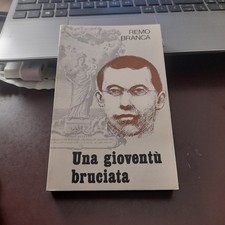 REMO
BRANCA
Una gioventù
bruciata